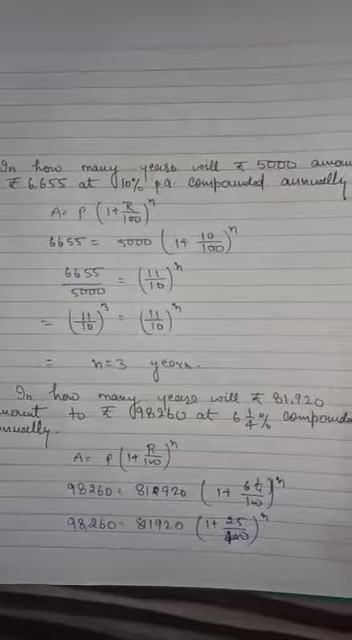 In how many years will ₹ 5000 amou
₹ 6,655 at 10% p.a compounded annually
A = P (1+R/100)^n
6655 = 5000 (1 + 10/100)^n
6655/5000 = (11/10)^n
= (11/10)^3 = (11/10)^n
= n=3 years.
In how many years will ₹ 81,920
mount to ₹ 98260 at 6 1/4% compounde
nnually.
A = P (1+R/100)^n
98260 = 81920 (1 + 6 1/4/100)^n
98,260 = 81920 (1 + 25/400)^n